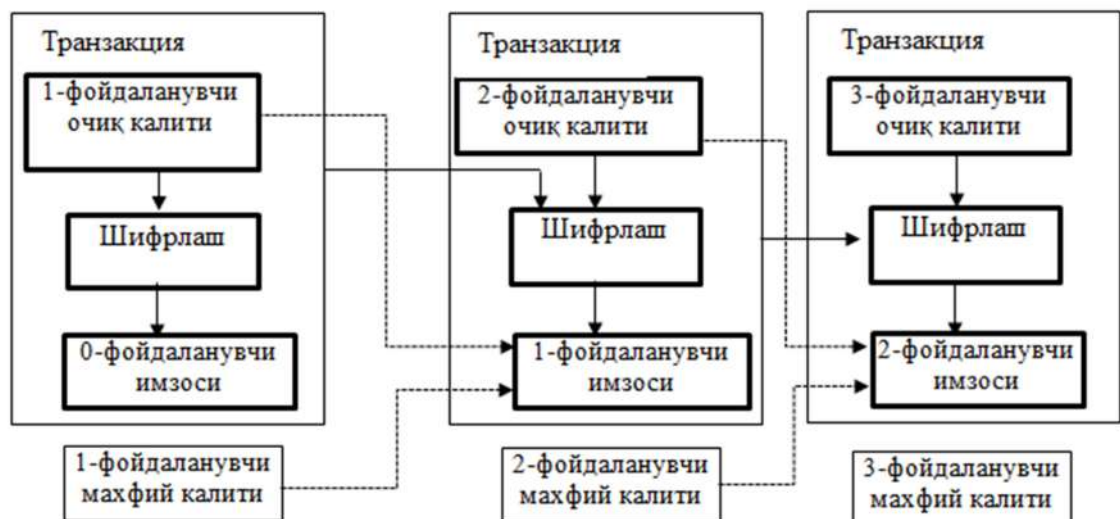 Транзакция
1-фойдаланувчи
очиқ калити
Шифрлаш
0-фойдаланувчи
имзоси
1-фойдаланувчи
махфий калити
Транзакция
2-фойдаланувчи
очиқ калити
Шифрлаш
1-фойдаланувчи
имзоси
2-фойдаланувчи
махфий калити
Транзакция
3-фойдаланувчи
очиқ калити
Шифрлаш
2-фойдаланувчи
имзоси
3-фойдаланувчи
махфий калити